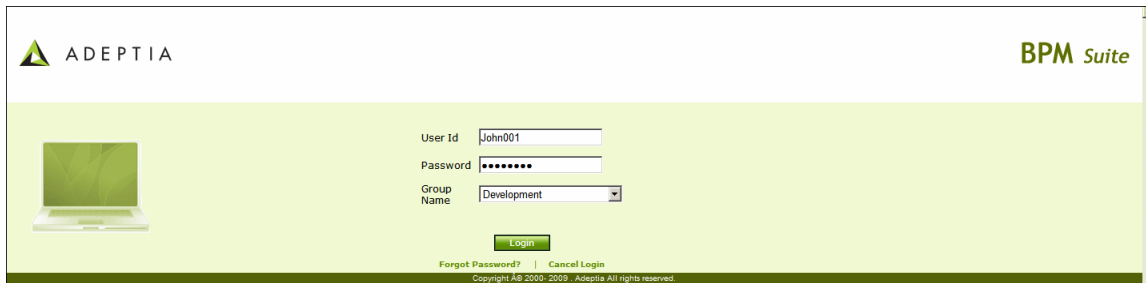 ADEPTIA
BPM Suite
User Id John001
Password ••••••••
Group
Name Development
Login
Forgot Password? | Cancel Login
Copyright Â® 2000- 2009 . Adeptia All rights reserved.